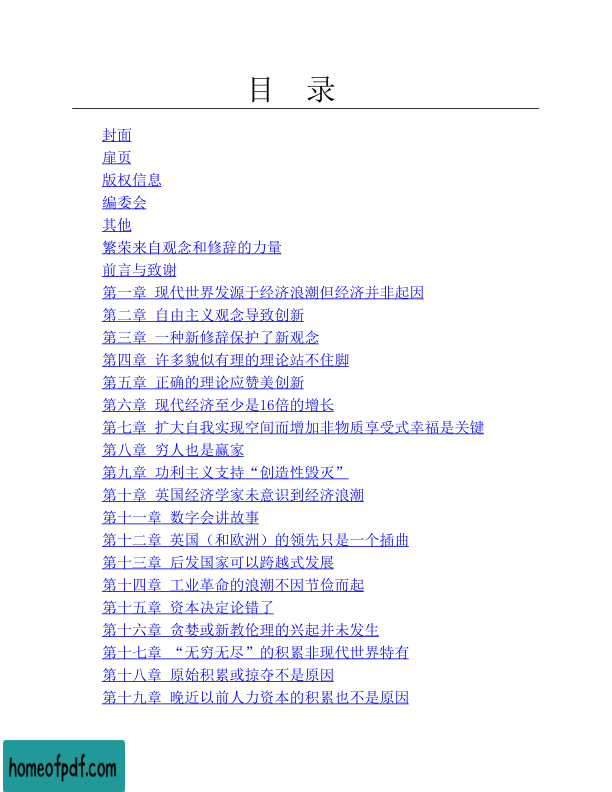 目 录
封面
扉页
版权信息
编委会
其他
繁荣来自观念和修辞的力量
前言与致谢
第一章 现代世界发源于经济浪潮但经济并非起因
第二章 自由主义观念导致创新
第三章 一种新修辞保护了新观念
第四章 许多貌似有理的理论站不住脚
第五章 正确的理论应赞美创新
第六章 现代经济至少是16倍的增长
第七章 扩大自我实现空间而增加非物质享受式幸福是关键
第八章 穷人也是赢家
第九章 功利主义支持“创造性毁灭”
第十章 英国经济学家未意识到经济浪潮
第十一章 数字会讲故事
第十二章 英国（和欧洲）的领先只是一个插曲
第十三章 后发国家可以跨越式发展
第十四章 工业革命的浪潮不因节俭而起
第十五章 资本决定论错了
第十六章 贪婪或新教伦理的兴起并未发生
第十七章 “无穷无尽”的积累非现代世界特有
第十八章 原始积累或掠夺不是原因
第十九章 晚近以前人力资本的积累也不是原因
homeofpdf.com